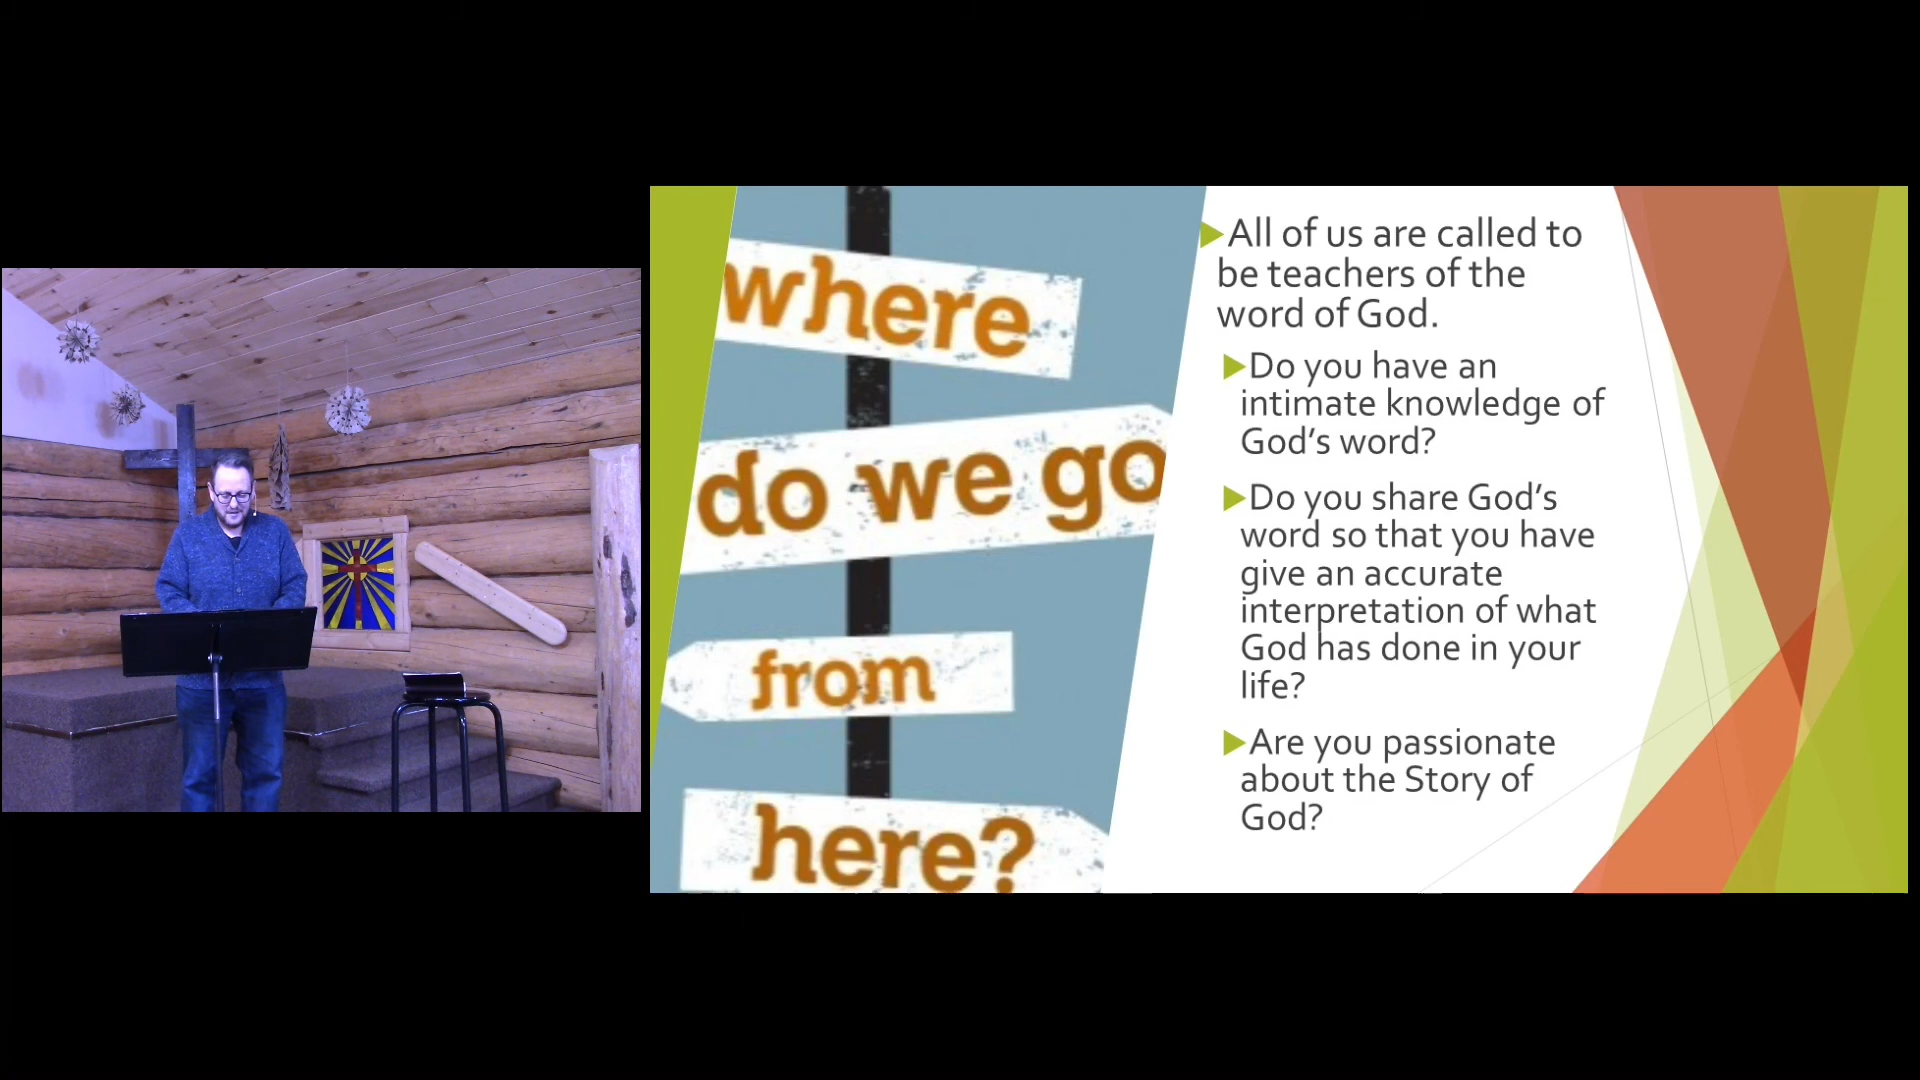 where
do we go
from
here?
All of us are called to
be teachers of the
word of God.
Do you have an
intimate knowledge of
God's word?
Do you share God's
word so that you have
give an accurate
interpretation of what
God has done in your
life?
Are you passionate
about the Story of
God?